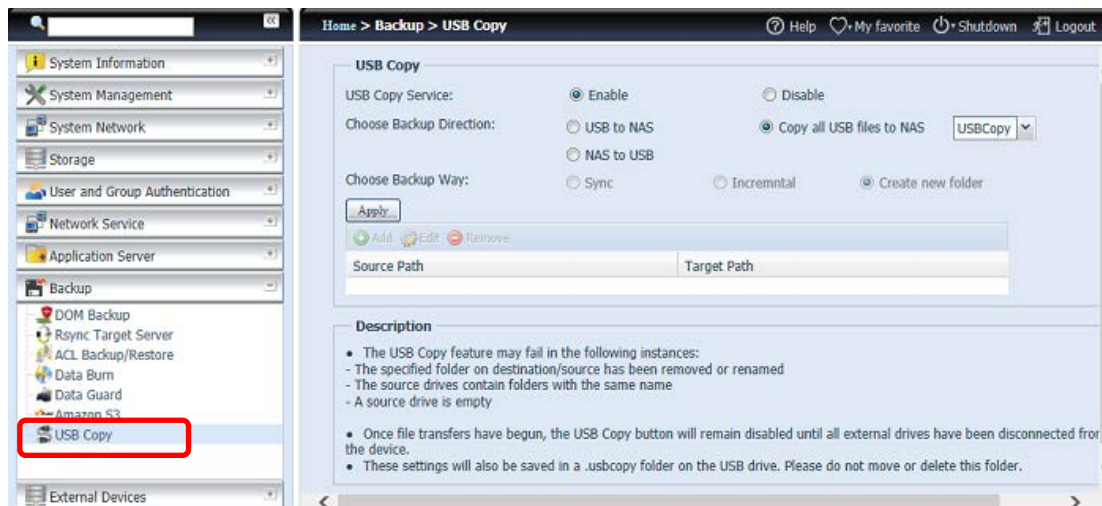 Home > Backup > USB Copy
Help My favorite Shutdown Logout
System Information
System Management
System Network
Storage
User and Group Authentication
Network Service
Application Server
Backup
DOM Backup
Rsync Target Server
ACL Backup/Restore
Data Burn
Data Guard
Amazon S3
USB Copy
External Devices
USB Copy
USB Copy Service: Enable Disable
Choose Backup Direction: USB to NAS Copy all USB files to NAS USBCopy
NAS to USB
Choose Backup Way: Sync Incremntal Create new folder
Apply
Add Edit Remove
Source Path Target Path
Description
• The USB Copy feature may fail in the following instances:
- The specified folder on destination/source has been removed or renamed
- The source drives contain folders with the same name
- A source drive is empty
• Once file transfers have begun, the USB Copy button will remain disabled until all external drives have been disconnected from
the device.
• These settings will also be saved in a .usbcopy folder on the USB drive. Please do not move or delete this folder.